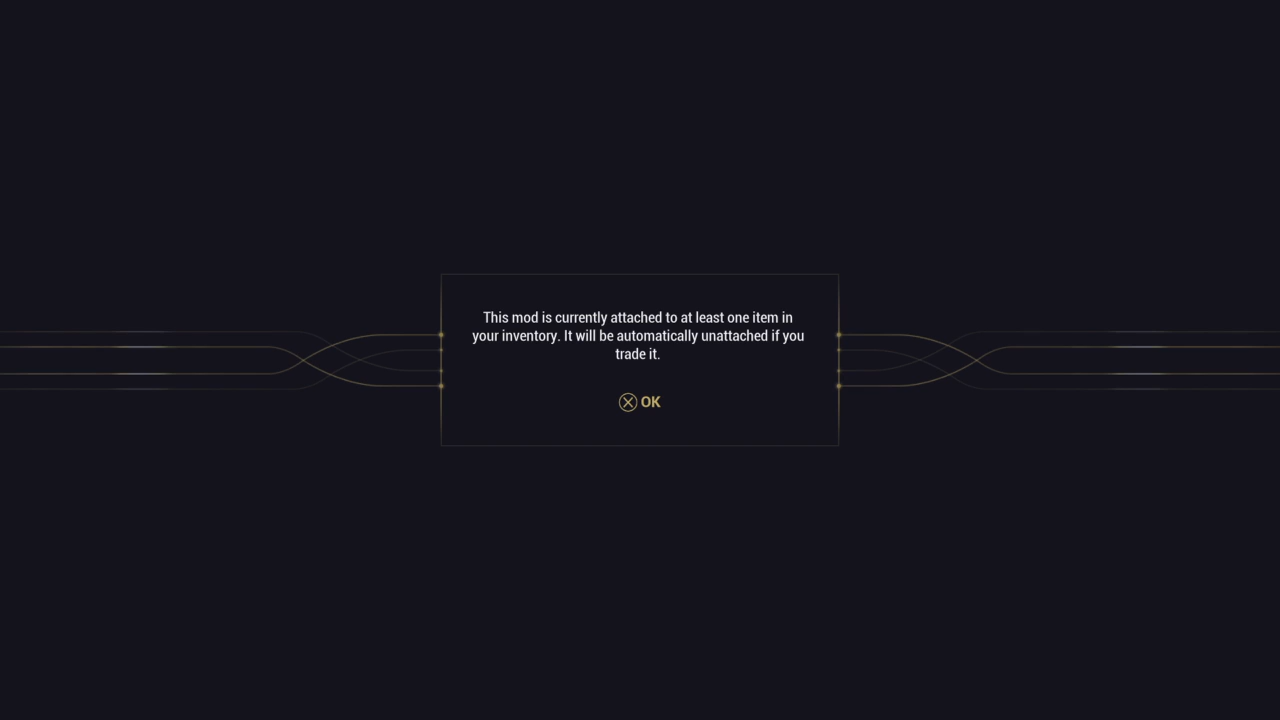 This mod is currently attached to at least one item in
your inventory. It will be automatically unattached if you
trade it.
OK